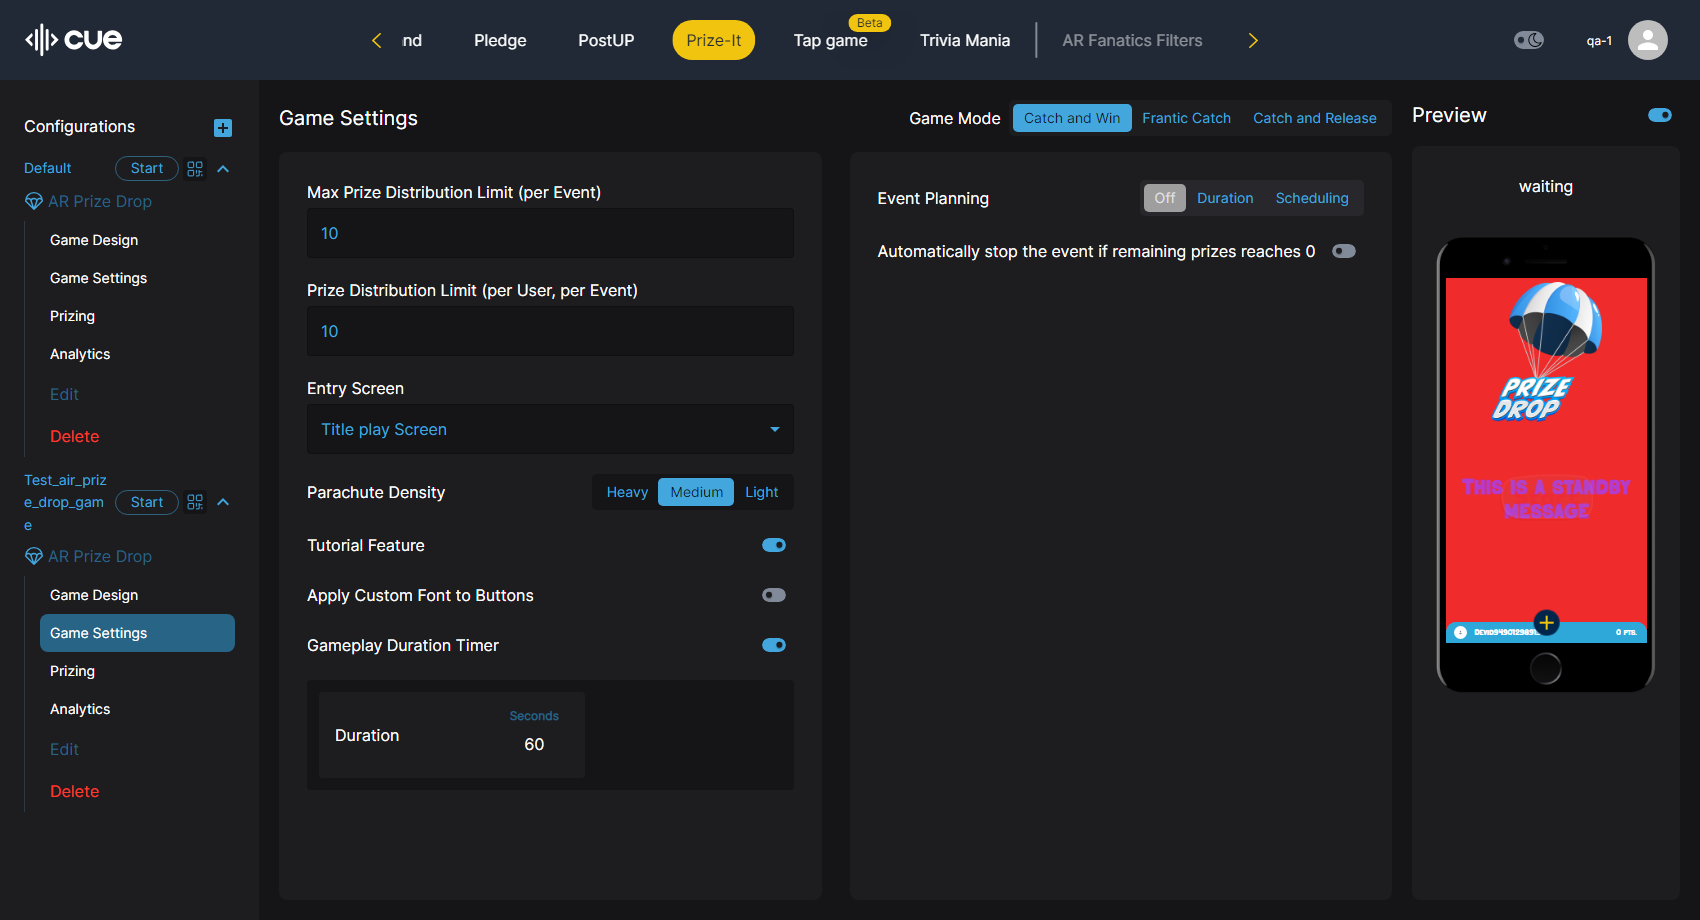 cue
nd
Pledge
PostUP
Prize-It
Beta
Tap game
Trivia Mania
AR Fanatics Filters
qa-1
Configurations
Default
Start
AR Prize Drop
Game Design
Game Settings
Prizing
Analytics
Edit
Delete
Test_air_priz
e_drop_gam
e
Start
AR Prize Drop
Game Design
Game Settings
Prizing
Analytics
Edit
Delete
Game Settings
Game Mode
Catch and Win
Frantic Catch
Catch and Release
Max Prize Distribution Limit (per Event)
10
Prize Distribution Limit (per User, per Event)
10
Entry Screen
Title play Screen
Parachute Density
Heavy
Medium
Light
Tutorial Feature
Apply Custom Font to Buttons
Gameplay Duration Timer
Duration
Seconds
60
Event Planning
Off
Duration
Scheduling
Automatically stop the event if remaining prizes reaches 0
Preview
waiting
PRIZE
DROP
THIS IS A STANDBY
MESSAGE
0 PTS.